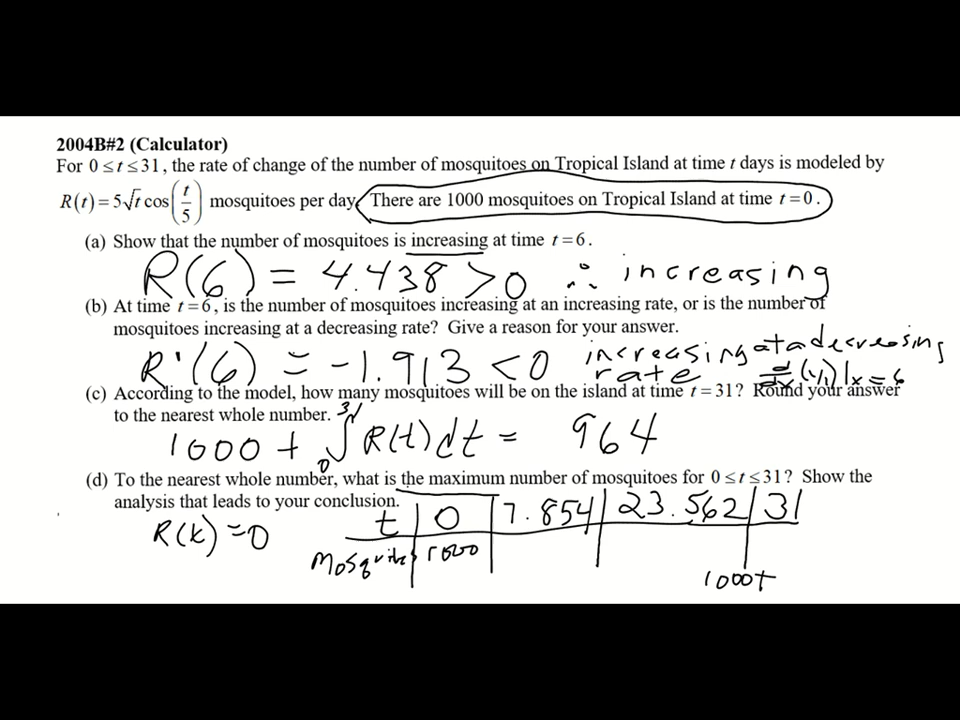 2004B#2 (Calculator)
For 0 ≤ t ≤ 31, the rate of change of the number of mosquitoes on Tropical Island at time t days is modeled by
R(t) = 5√t cos(t/5) mosquitoes per day. There are 1000 mosquitoes on Tropical Island at time t = 0.
(a) Show that the number of mosquitoes is increasing at time t = 6.
R(6) = 4.438 > 0 ∴ increasing
(b) At time t = 6, is the number of mosquitoes increasing at an increasing rate, or is the number of
mosquitoes increasing at a decreasing rate? Give a reason for your answer.
R'(6) = -1.913 < 0 increasing at a decreasing
rate d/dx (y1)|x=6
(c) According to the model, how many mosquitoes will be on the island at time t = 31? Round your answer
to the nearest whole number.
1000 + ∫₀³¹ R(t)dt = 964
(d) To the nearest whole number, what is the maximum number of mosquitoes for 0 ≤ t ≤ 31? Show the
analysis that leads to your conclusion.
t | 0 | 7.854 | 23.562 | 31
R(t) = 0
Mosquitoes | 1000
1000+